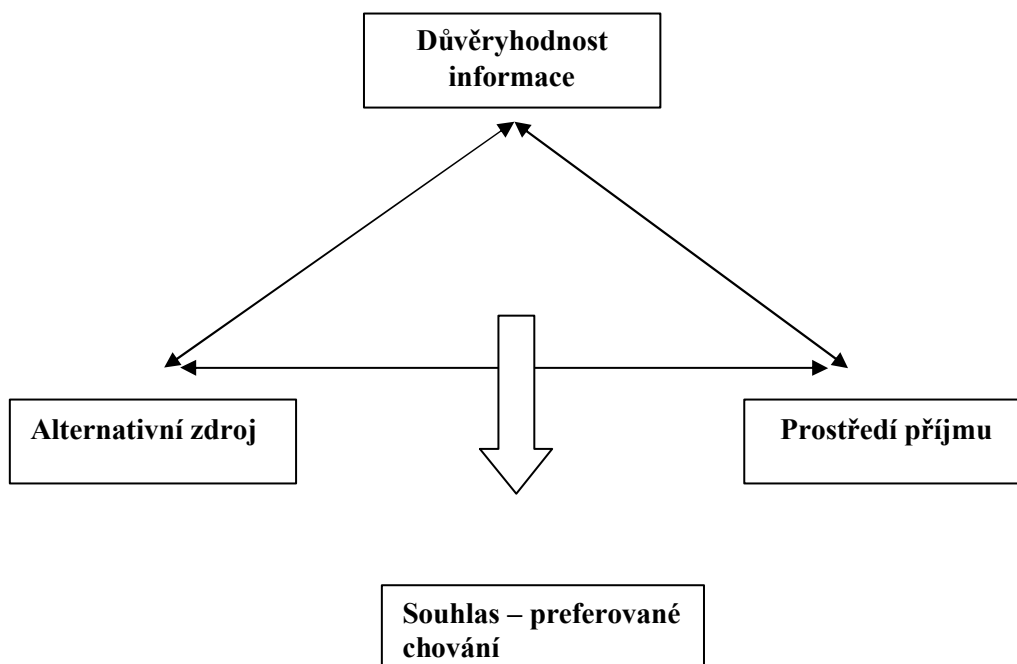 Důvěryhodnost
informace
Alternativní zdroj
Prostředí příjmu
Souhlas – preferované
chování